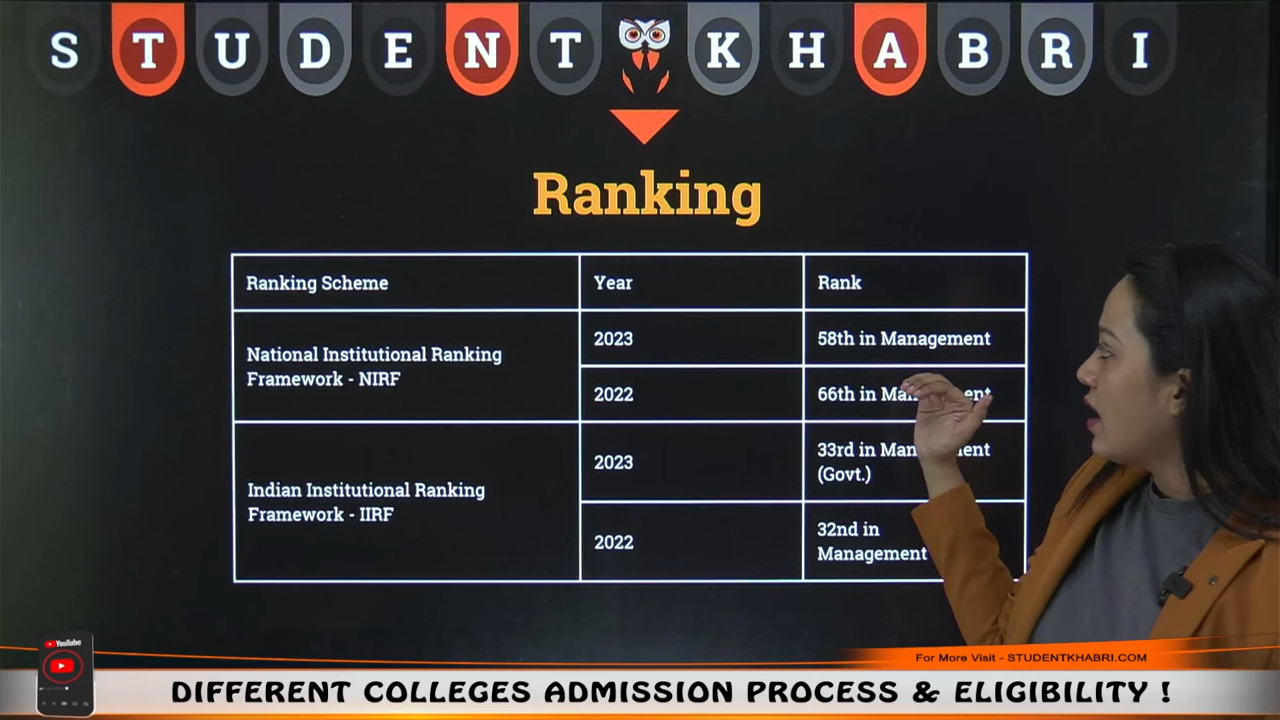 STUDENT KHABRI
Ranking
Ranking Scheme Year Rank
National Institutional Ranking
Framework - NIRF
2023 58th in Management
2022 66th in
Indian Institutional Ranking
Framework - IIRF
2023
33rd in
(Govt.)
2022
32nd in
Management
YouTube
For More Visit - STUDENTKHABRI.COM
DIFFERENT COLLEGES ADMISSION PROCESS & ELIGIBILITY !